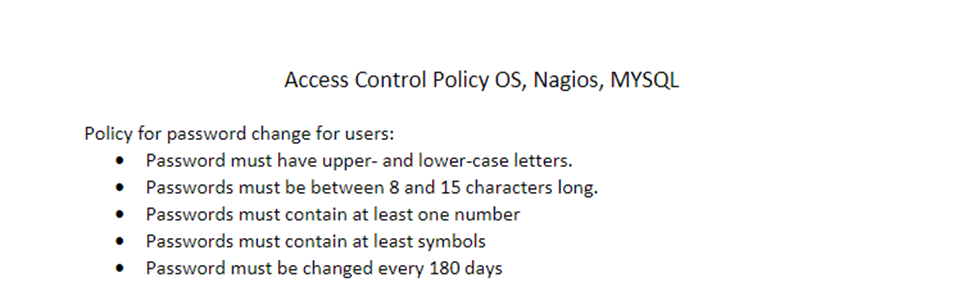 Access Control Policy OS, Nagios, MYSQL
Policy for password change for users:
• Password must have upper- and lower-case letters.
• Passwords must be between 8 and 15 characters long.
• Passwords must contain at least one number
• Passwords must contain at least symbols
• Password must be changed every 180 days